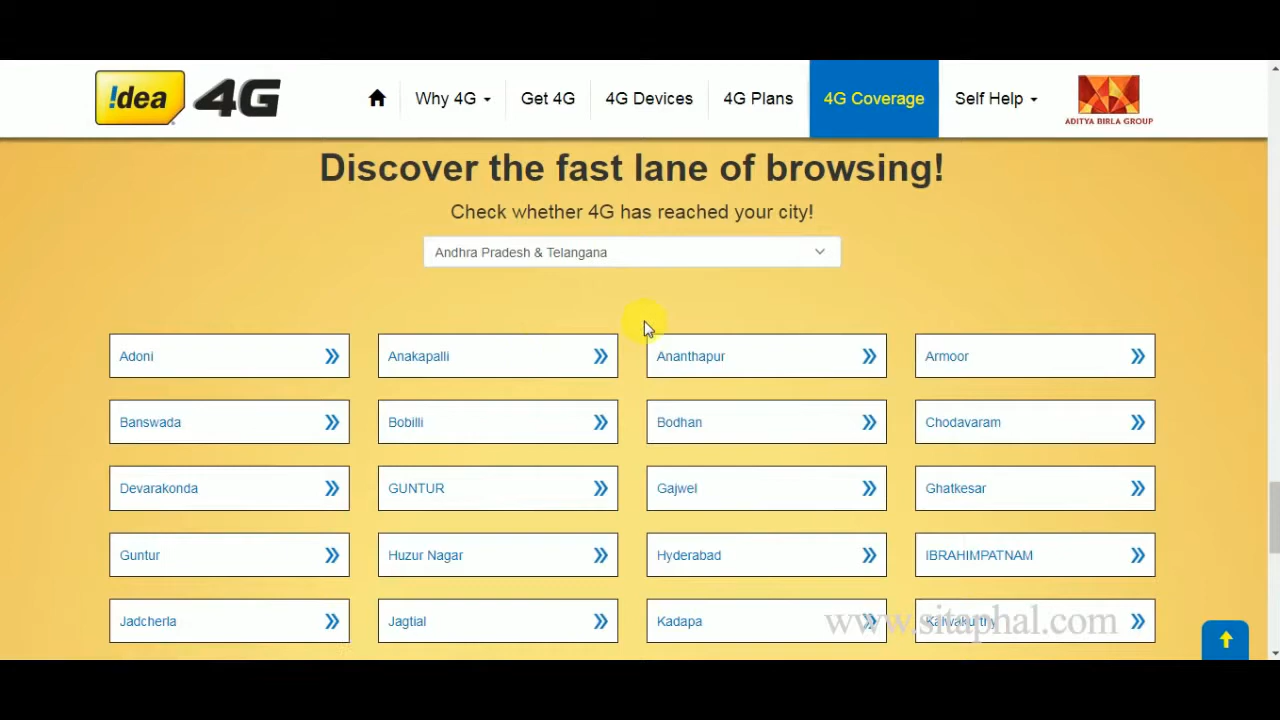 !dea 4G
Why 4G
Get 4G
4G Devices
4G Plans
4G Coverage
Self Help
ADITYA BIRLA GROUP
Discover the fast lane of browsing!
Check whether 4G has reached your city!
Andhra Pradesh & Telangana
Adoni
Anakapalli
Ananthapur
Armoor
Banswada
Bobilli
Bodhan
Chodavaram
Devarakonda
GUNTUR
Gajwel
Ghatkesar
Guntur
Huzur Nagar
Hyderabad
IBRAHIMPATNAM
Jadcherla
Jagtial
Kadapa
Kalwakurthy
www.sitaphal.com